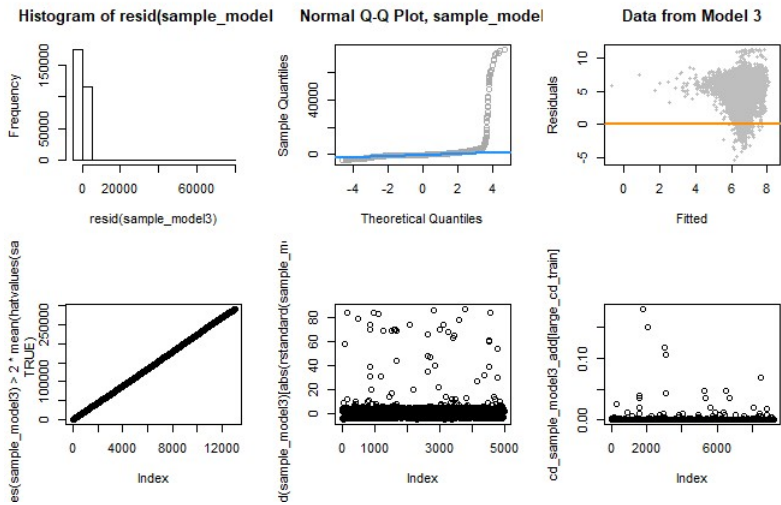 Histogram of resid(sample_model
Frequency
0 50000 150000
0 20000 60000
resid(sample_model3)
Normal Q-Q Plot, sample_model
Sample Quantiles
0 40000
-4 -2 0 2 4
Theoretical Quantiles
Data from Model 3
Residuals
-5 0 5 10
0 2 4 6 8
Fitted
es(sample_model3) > 2 * mean(hatvalues(sa
TRUE)
0 100000 250000
0 4000 8000 12000
Index
d(sample_model3)[abs(rstandard(sample_m
0 20 40 60 80
0 1000 3000 5000
Index
cd_sample_model3_add[large_cd_train]
0.00 0.10
0 2000 6000
Index